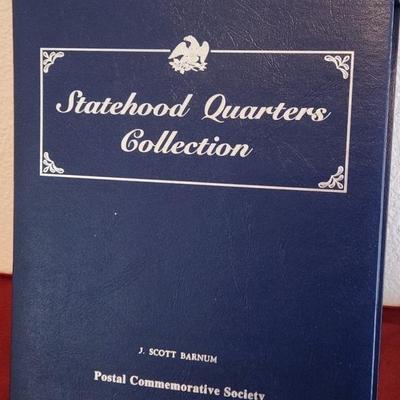 Statehood Quarters
Collection
J. SCOTT BARNUM
Postal Commemorative Society